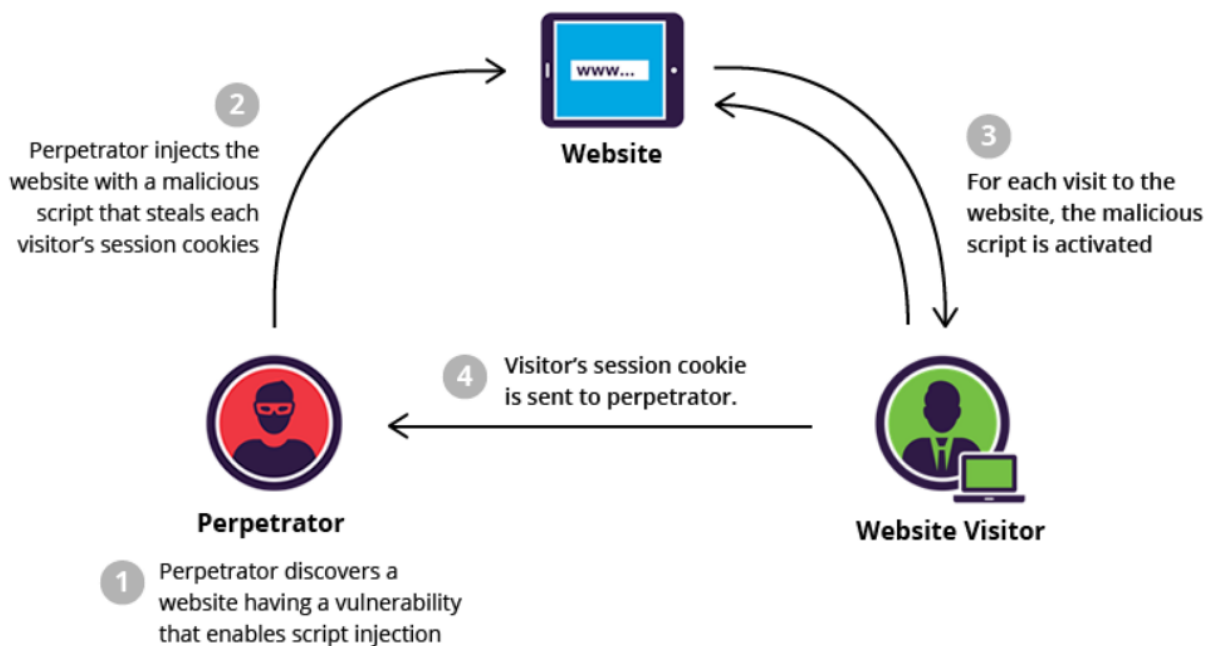 www...
Website
2
Perpetrator injects the
website with a malicious
script that steals each
visitor's session cookies
3
For each visit to the
website, the malicious
script is activated
4
Visitor's session cookie
is sent to perpetrator.
Perpetrator
Website Visitor
1
Perpetrator discovers a
website having a vulnerability
that enables script injection